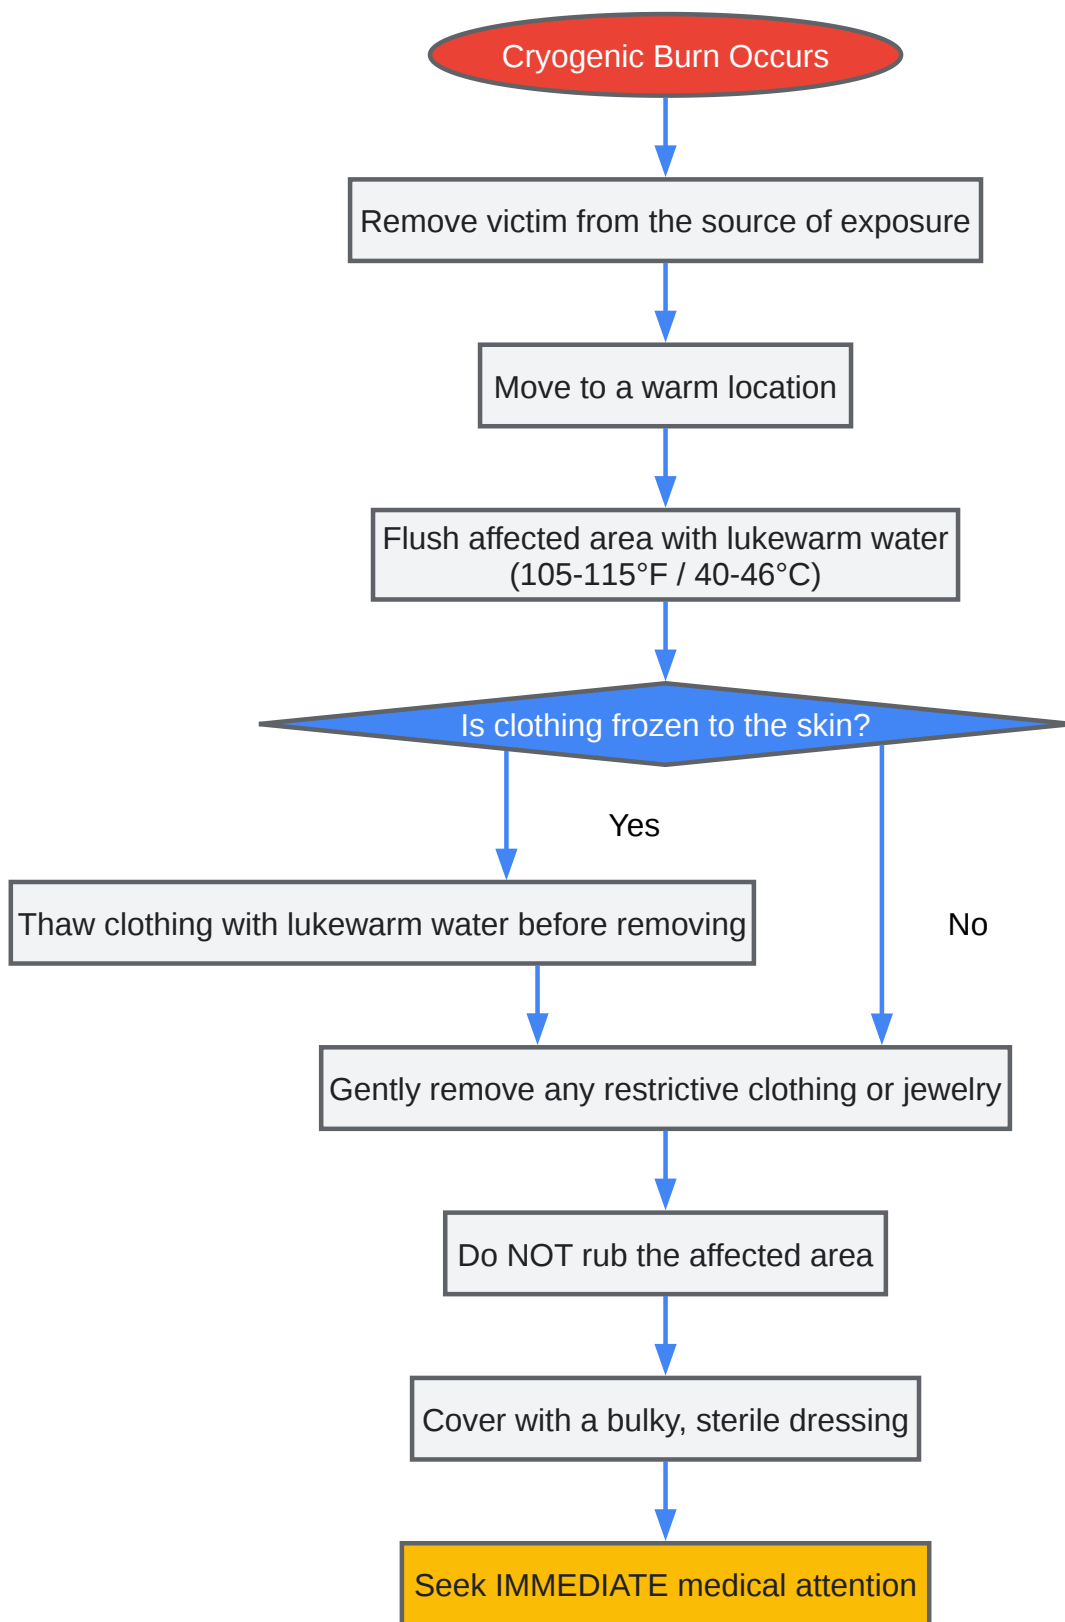 Cryogenic Burn Occurs
Remove victim from the source of exposure
Move to a warm location
Flush affected area with lukewarm water
(105-115°F / 40-46°C)
Is clothing frozen to the skin?
Yes
Thaw clothing with lukewarm water before removing
No
Gently remove any restrictive clothing or jewelry
Do NOT rub the affected area
Cover with a bulky, sterile dressing
Seek IMMEDIATE medical attention